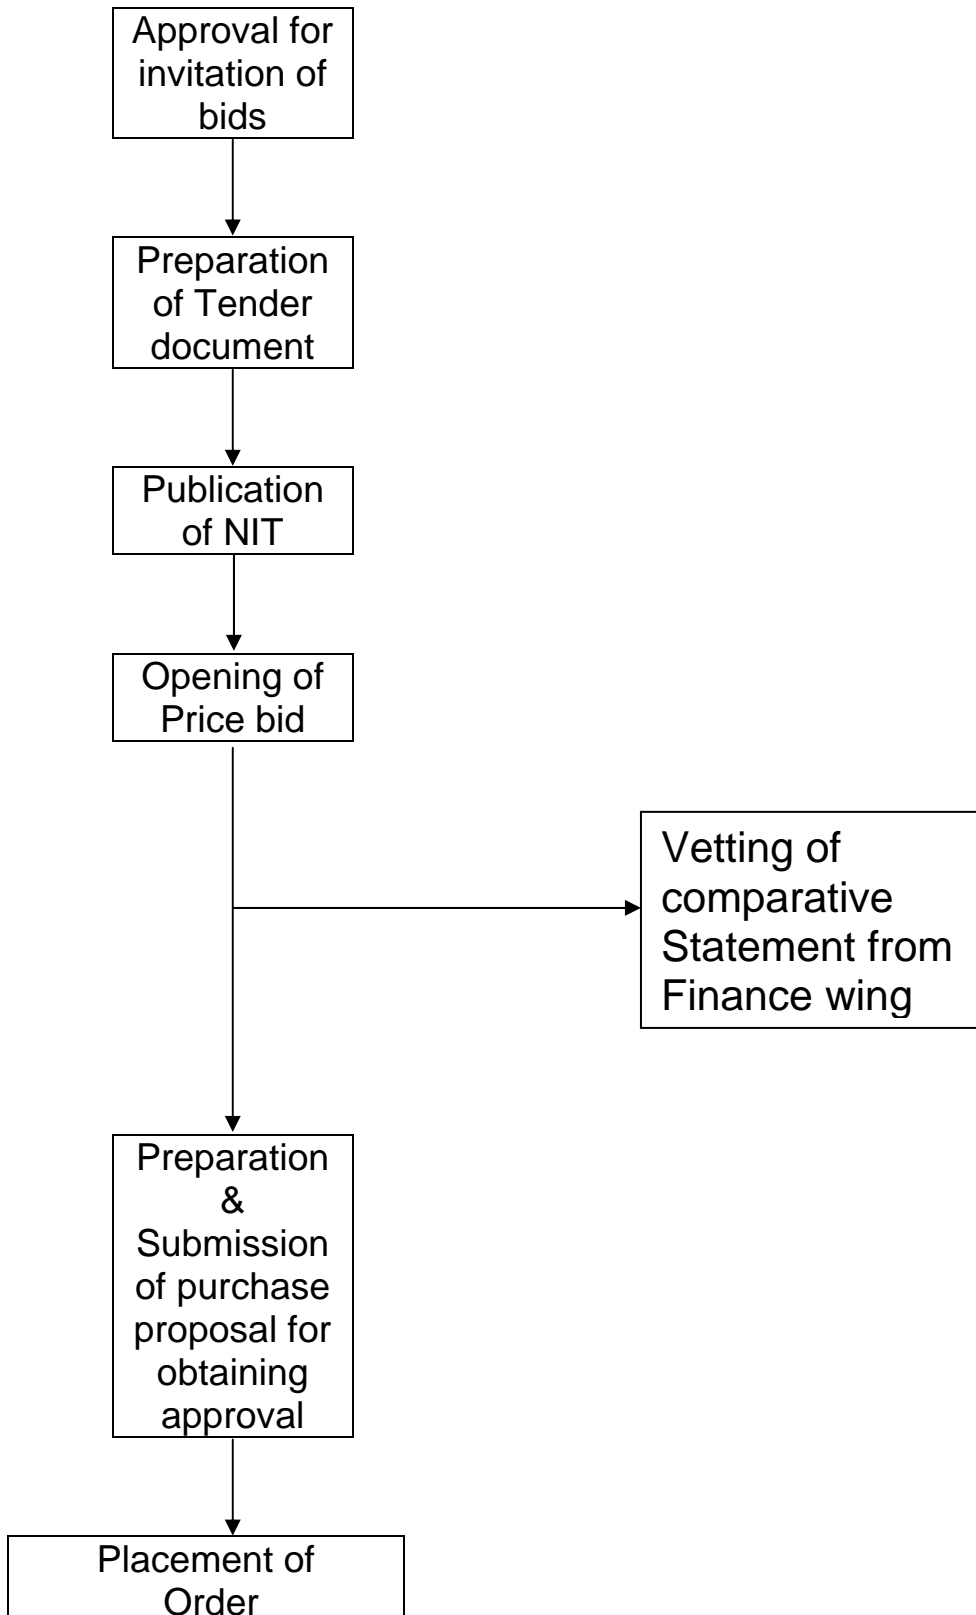 Approval for
invitation of
bids
Preparation
of Tender
document
Publication
of NIT
Opening of
Price bid
Vetting of
comparative
Statement from
Finance wing
Preparation
&
Submission
of purchase
proposal for
obtaining
approval
Placement of
Order